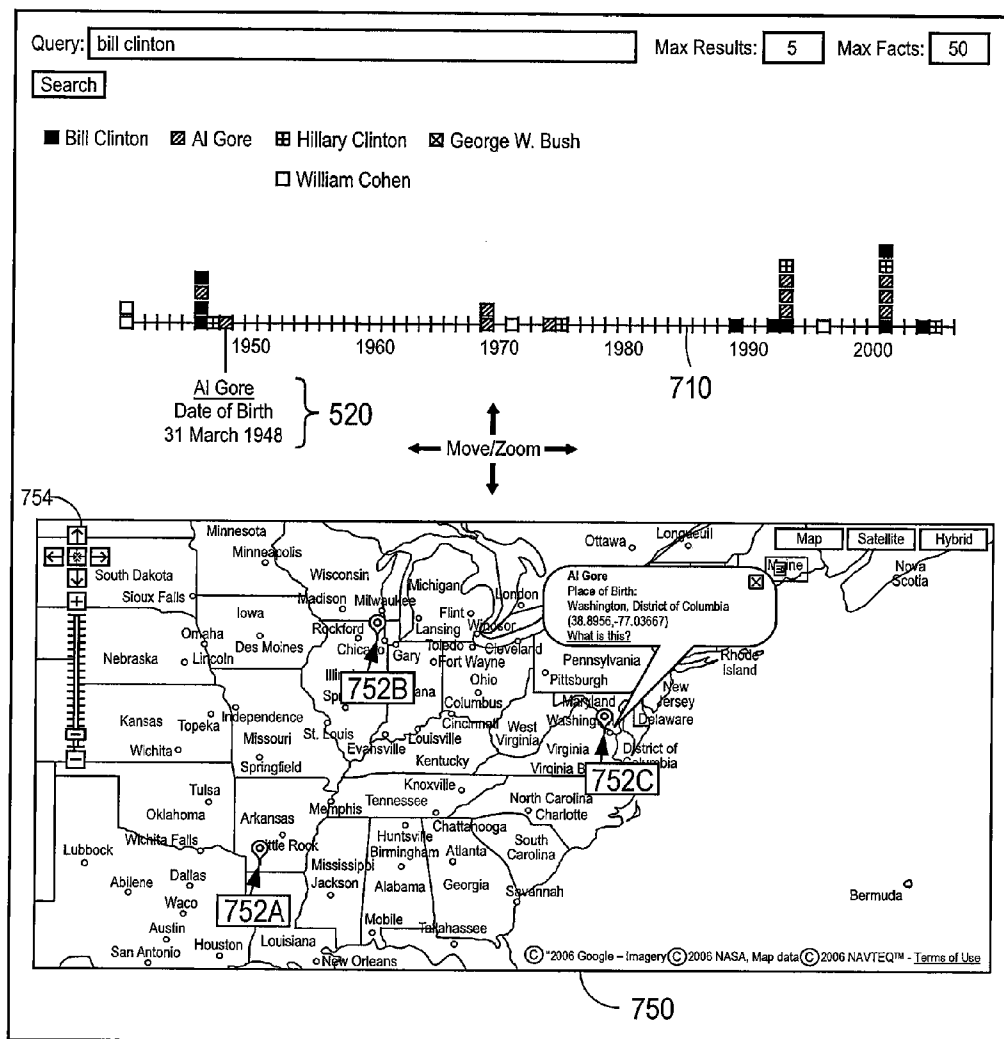 Query: bill clinton Max Results: 5 Max Facts: 50
Search
Bill Clinton Al Gore Hillary Clinton George W. Bush
William Cohen
1950 1960 1970 1980 1990 2000
710
Al Gore
Date of Birth
31 March 1948
520
Move/Zoom
754
Minnesota
Minneapolis
Ottawa
Longueuil
Map Satellite Hybrid
South Dakota
Wisconsin
Michigan
Maine
Nova
Scotia
Sioux Falls
Madison
Milwaukee
Flint
London
Al Gore
Place of Birth:
Washington, District of Columbia
(38.8956,-77.03667)
What is this?
Iowa
Omaha
Des Moines
Rockford
Chicago
Lansing
Windsor
Gary
Toledo
Cleveland
Nebraska
Lincoln
Fort Wayne
Pennsylvania
Rhode
Island
Ohio
Pittsburgh
752B
Columbus
Maryland
New
Jersey
Kansas
Topeka
Independence
Cincinnati
West
Virginia
Washington
Delaware
Missouri
St. Louis
Evansville
Louisville
Virginia
District of
Columbia
Wichita
Springfield
Kentucky
Virginia B
752C
Tulsa
Knoxville
Oklahoma
Memphis
Tennessee
North Carolina
Charlotte
Arkansas
Chattanooga
Wichita Falls
Little Rock
Huntsville
South
Carolina
Lubbock
Mississippi
Birmingham
Atlanta
Dallas
Abilene
Jackson
Alabama
Georgia
Savannah
Bermuda
Waco
752A
Austin
Mobile
Tallahassee
San Antonio
Houston
Louisiana
New Orleans
©"2006 Google – Imagery ©2006 NASA, Map data ©2006 NAVTEQ™ - Terms of Use
750